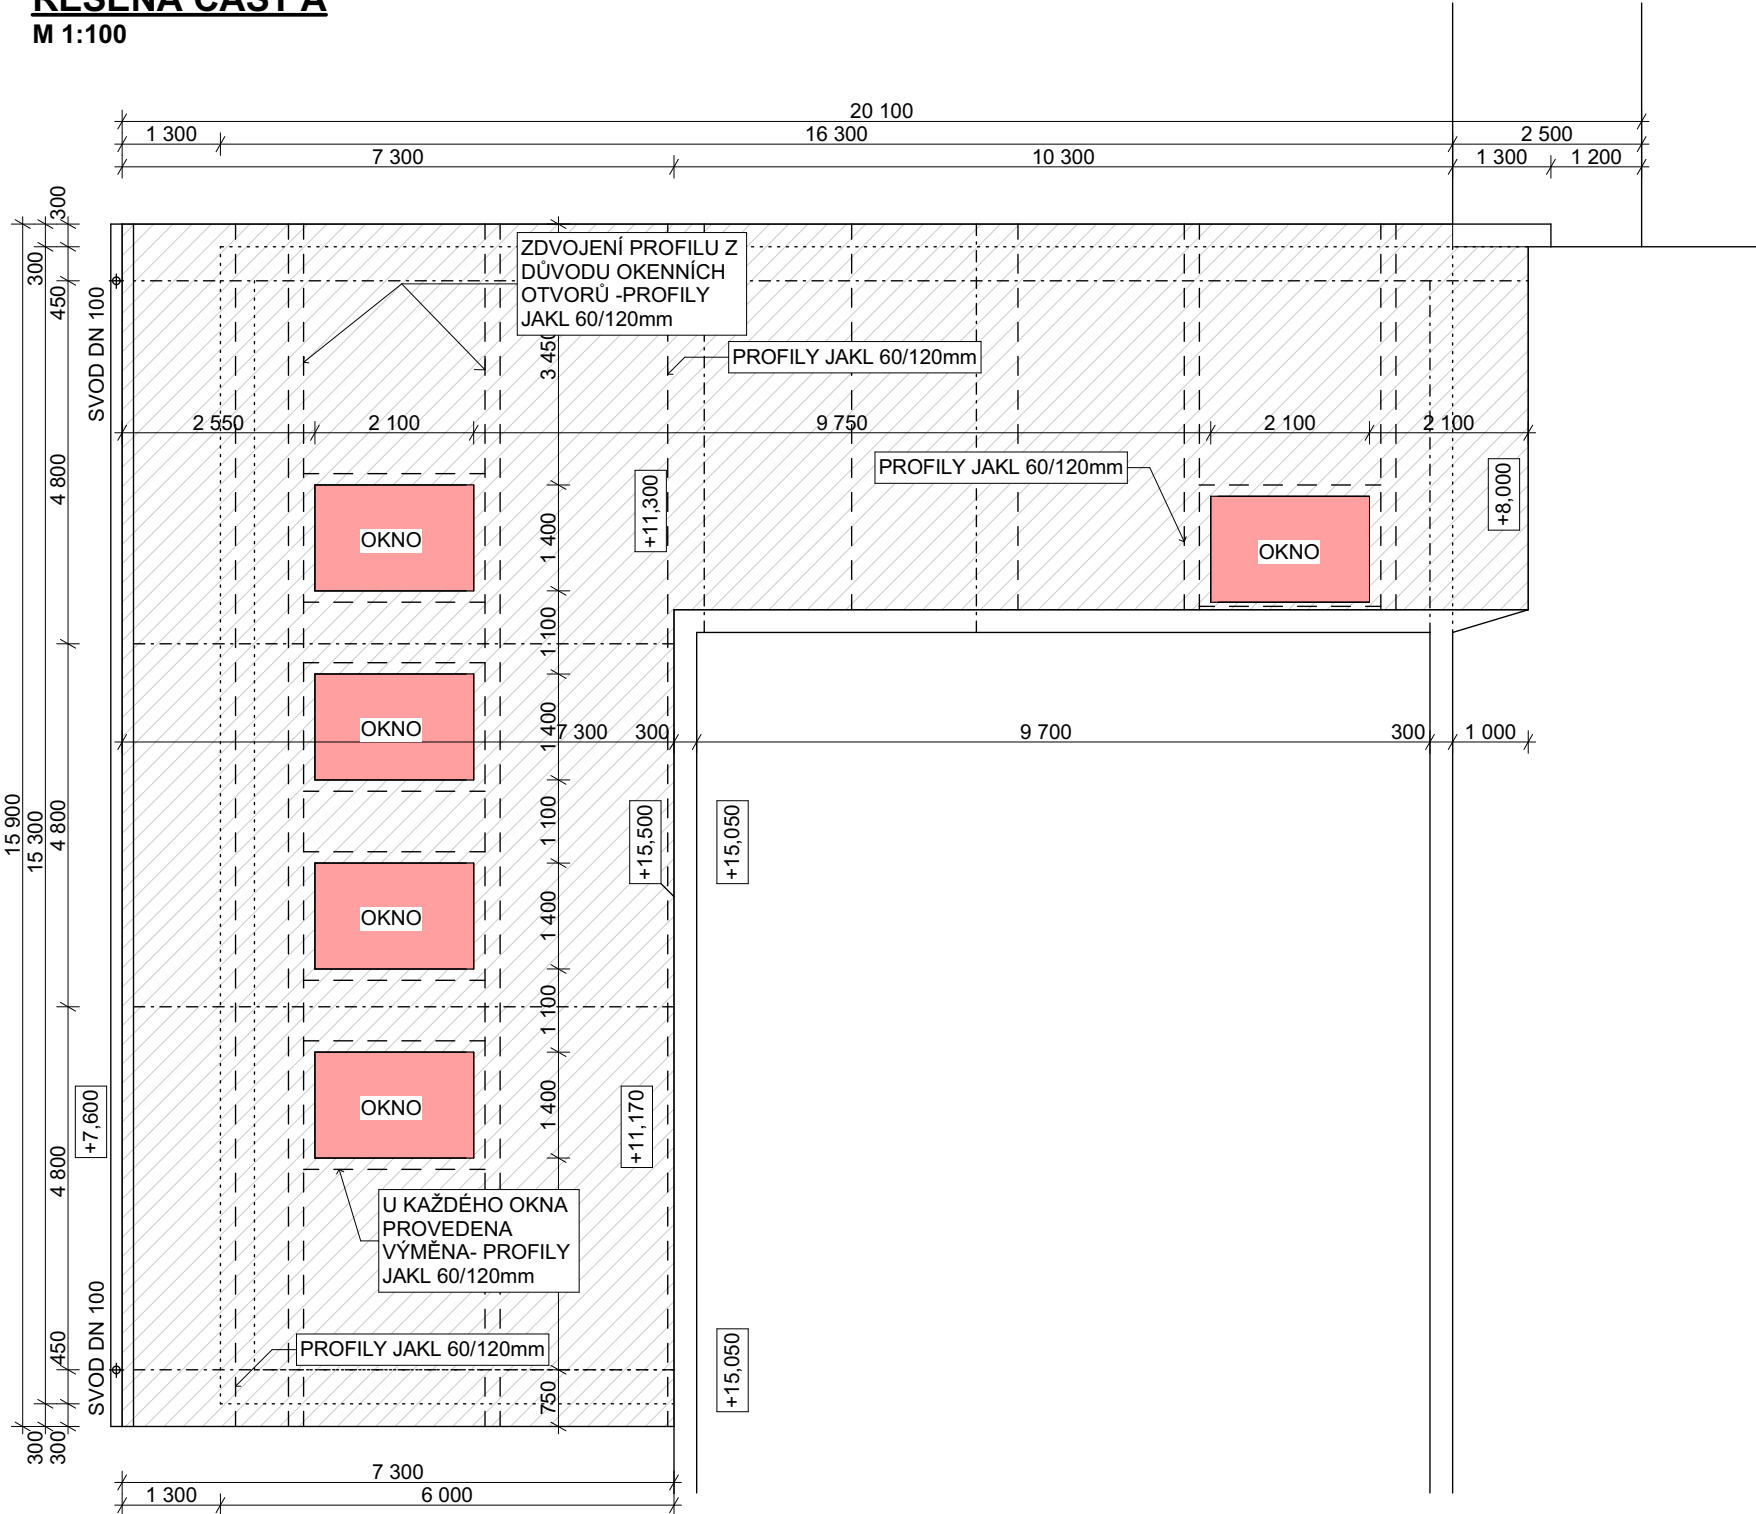 ŘEŠENÁ ČÁST A
M 1:100
20 100
1 300
16 300
2 500
7 300
10 300
1 300
1 200
300
300
450
SVOD DN 100
ZDVOJENÍ PROFILU Z
DŮVODU OKENNÍCH
OTVORŮ -PROFILY
JAKL 60/120mm
3 450
PROFILY JAKL 60/120mm
2 550
2 100
9 750
2 100
2 100
PROFILY JAKL 60/120mm
4 800
+11,300
+8,000
OKNO
1 400
OKNO
1 100
OKNO
1 400
7 300
300
9 700
300
1 000
15 900
15 300
4 800
1 100
+15,500
+15,050
OKNO
1 400
1 100
+7,600
OKNO
1 400
+11,170
4 800
U KAŽDÉHO OKNA
PROVEDENA
VÝMĚNA- PROFILY
JAKL 60/120mm
SVOD DN 100
450
PROFILY JAKL 60/120mm
750
+15,050
300
300
7 300
1 300
6 000